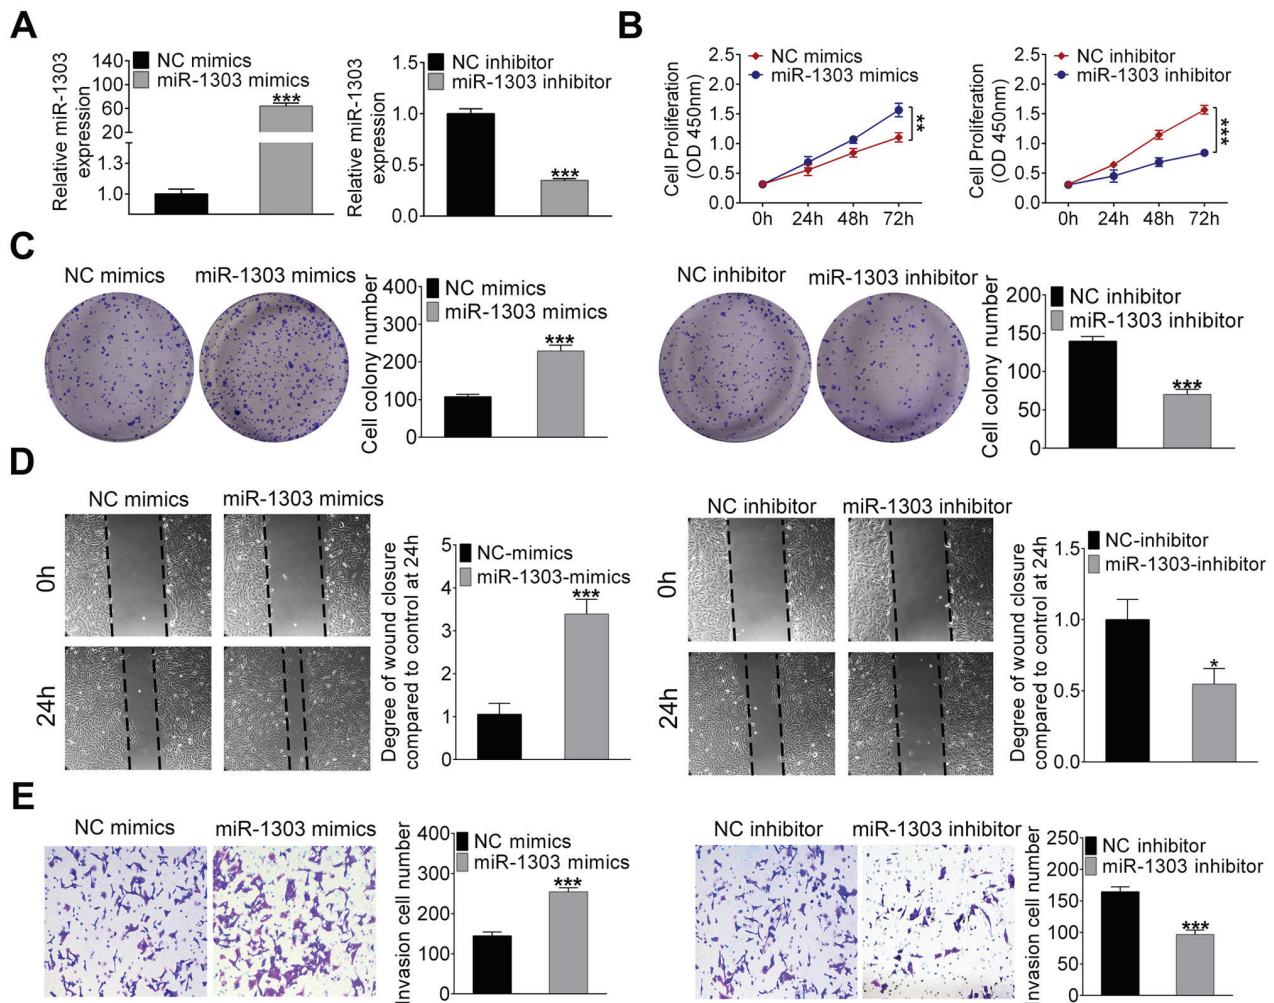 A
Relative miR-1303
expression
140
100
60
20
1.3
1.0
NC mimics
miR-1303 mimics
***
Relative miR-1303
expression
1.5
1.0
0.5
0.0
NC inhibitor
miR-1303 inhibitor
***
B
Cell Proliferation
(OD 450nm)
2.5
2.0
1.5
1.0
0.5
0.0
NC mimics
miR-1303 mimics
**
0h 24h 48h 72h
Cell Proliferation
(OD 450nm)
2.5
2.0
1.5
1.0
0.5
0.0
NC inhibitor
miR-1303 inhibitor
***
0h 24h 48h 72h
C
NC mimics miR-1303 mimics
Cell colony number
400
300
200
100
0
NC mimics
miR-1303 mimics
***
NC inhibitor miR-1303 inhibitor
Cell colony number
200
150
100
50
0
NC inhibitor
miR-1303 inhibitor
***
D
NC mimics miR-1303 mimics
0h
24h
Degree of wound closure
compared to control at 24h
5
4
3
2
1
0
NC-mimics
miR-1303-mimics
***
NC inhibitor miR-1303 inhibitor
0h
24h
Degree of wound closure
compared to control at 24h
1.5
1.0
0.5
0.0
NC-inhibitor
miR-1303-inhibitor
*
E
NC mimics miR-1303 mimics
Invasion cell number
400
300
200
100
0
NC mimics
miR-1303 mimics
***
NC inhibitor miR-1303 inhibitor
Invasion cell number
250
200
150
100
50
0
NC inhibitor
miR-1303 inhibitor
***